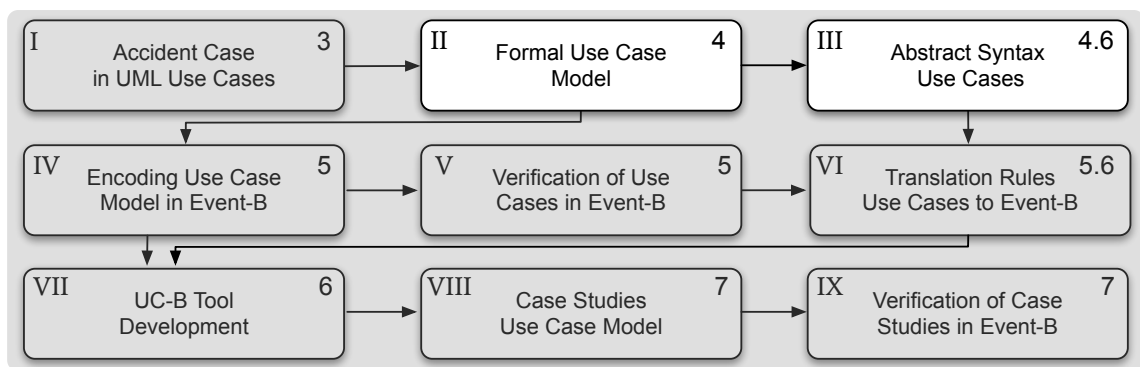 I
Accident Case
in UML Use Cases
3
II
Formal Use Case
Model
4
III
Abstract Syntax
Use Cases
4.6
IV
Encoding Use Case
Model in Event-B
5
V
Verification of Use
Cases in Event-B
5
VI
Translation Rules
Use Cases to Event-B
5.6
VII
UC-B Tool
Development
6
VIII
Case Studies
Use Case Model
7
IX
Verification of Case
Studies in Event-B
7